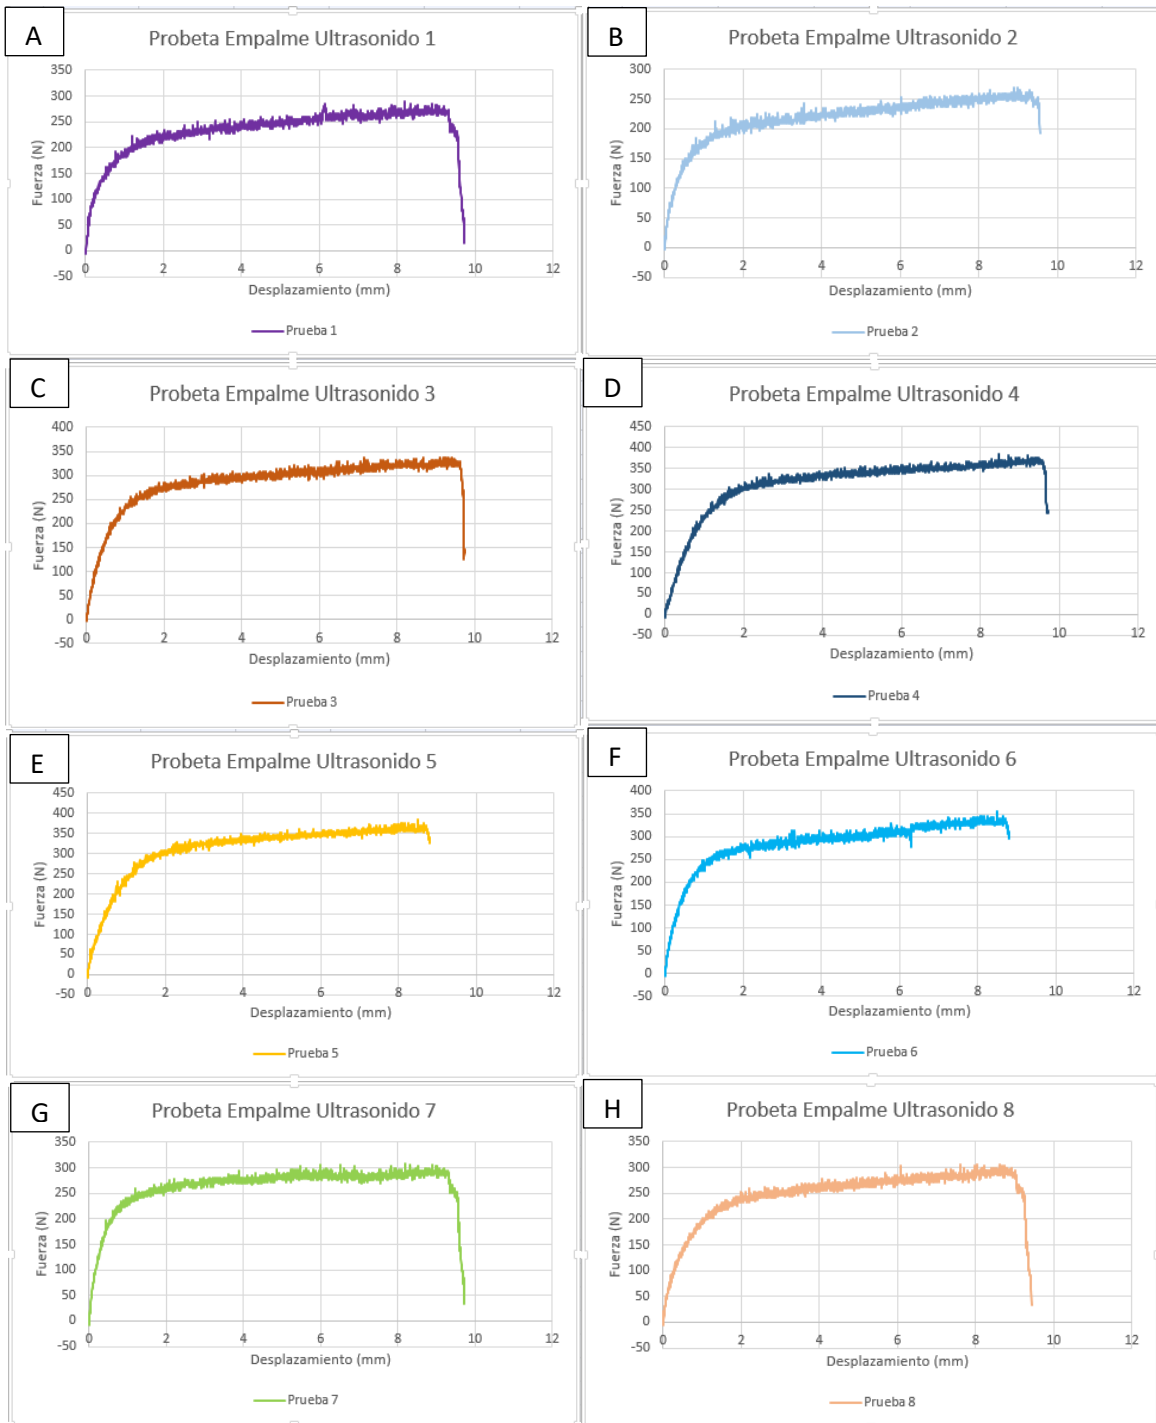 A
Probeta Empalme Ultrasonido 1
350
300
250
200
150
100
50
0
-50
Fuerza (N)
0 2 4 6 8 10 12
Desplazamiento (mm)
Prueba 1
B
Probeta Empalme Ultrasonido 2
300
250
200
150
100
50
0
-50
Fuerza (N)
0 2 4 6 8 10 12
Desplazamiento (mm)
Prueba 2
C
Probeta Empalme Ultrasonido 3
400
350
300
250
200
150
100
50
0
-50
Fuerza (N)
0 2 4 6 8 10 12
Desplazamiento (mm)
Prueba 3
D
Probeta Empalme Ultrasonido 4
450
400
350
300
250
200
150
100
50
0
-50
Fuerza (N)
0 2 4 6 8 10 12
Desplazamiento (mm)
Prueba 4
E
Probeta Empalme Ultrasonido 5
450
400
350
300
250
200
150
100
50
0
-50
Fuerza (N)
0 2 4 6 8 10 12
Desplazamiento (mm)
Prueba 5
F
Probeta Empalme Ultrasonido 6
400
350
300
250
200
150
100
50
0
-50
Fuerza (N)
0 2 4 6 8 10 12
Desplazamiento (mm)
Prueba 6
G
Probeta Empalme Ultrasonido 7
350
300
250
200
150
100
50
0
-50
Fuerza (N)
0 2 4 6 8 10 12
Desplazamiento (mm)
Prueba 7
H
Probeta Empalme Ultrasonido 8
350
300
250
200
150
100
50
0
-50
Fuerza (N)
0 2 4 6 8 10 12
Desplazamiento (mm)
Prueba 8